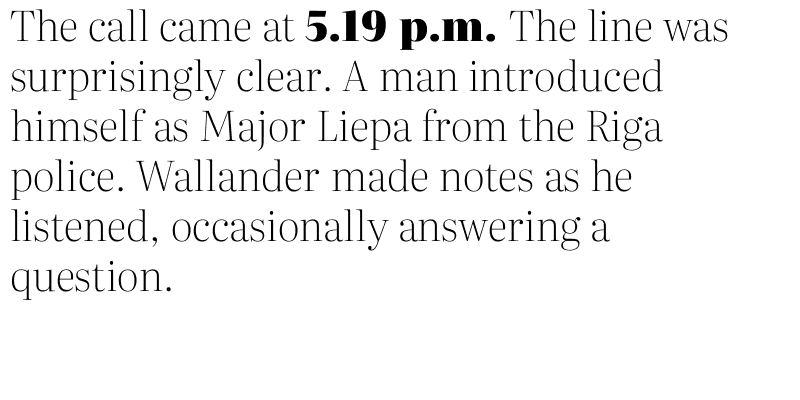 The call came at 5.19 p.m. The line was
surprisingly clear. A man introduced
himself as Major Liepa from the Riga
police. Wallander made notes as he
listened, occasionally answering a
question.